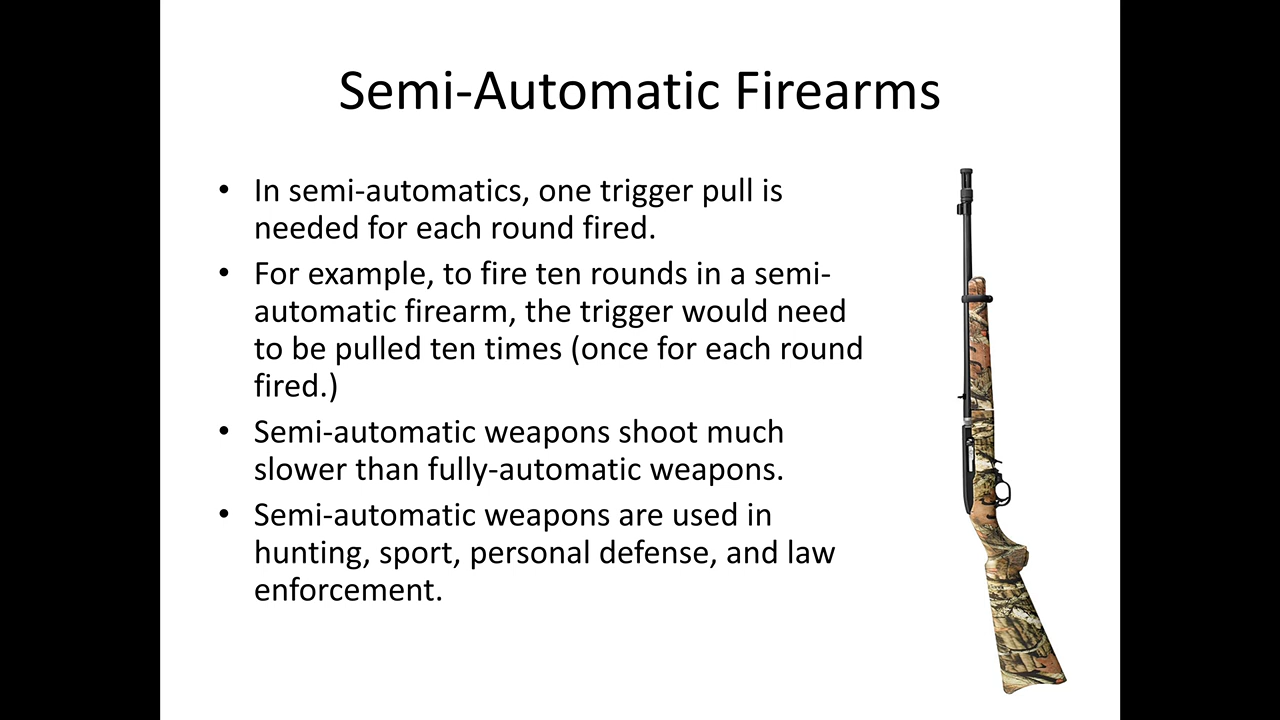 Semi-Automatic Firearms
• In semi-automatics, one trigger pull is
needed for each round fired.
• For example, to fire ten rounds in a semi-
automatic firearm, the trigger would need
to be pulled ten times (once for each round
fired.)
• Semi-automatic weapons shoot much
slower than fully-automatic weapons.
• Semi-automatic weapons are used in
hunting, sport, personal defense, and law
enforcement.